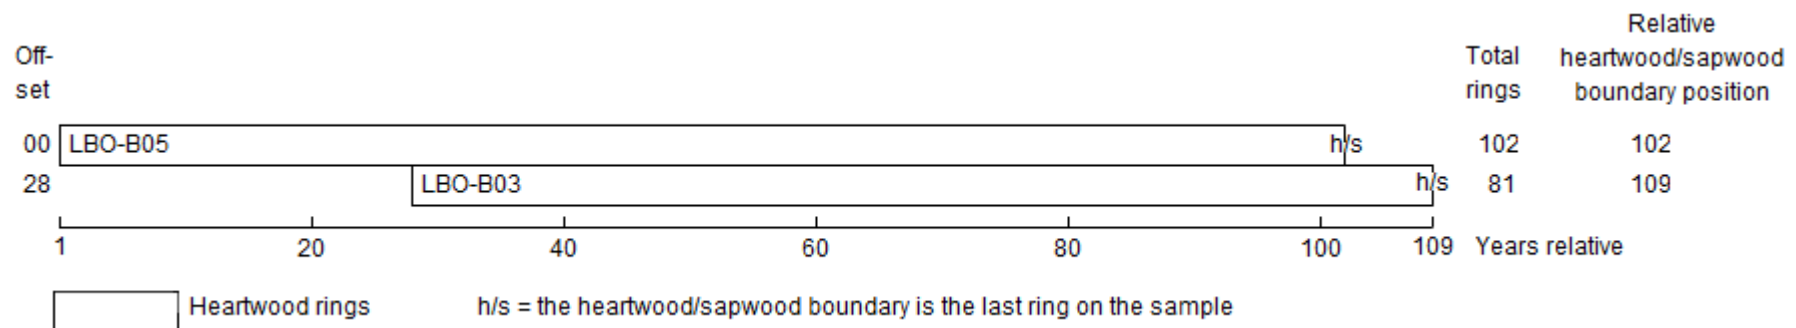 Relative
Off- Total heartwood/sapwood
set rings boundary position
00 LBO-B05 h/s 102 102
28 LBO-B03 h/s 81 109
1 20 40 60 80 100 109 Years relative
Heartwood rings h/s = the heartwood/sapwood boundary is the last ring on the sample